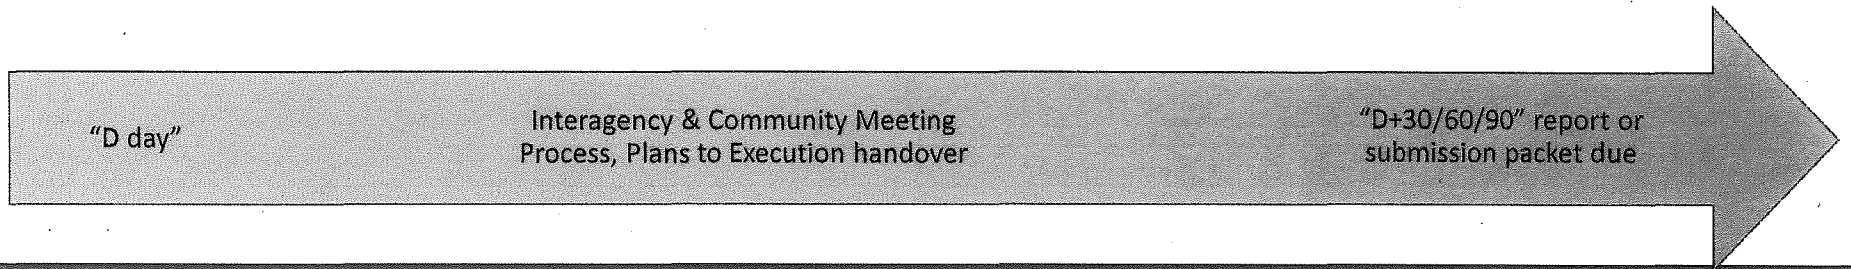 “D day”
Interagency & Community Meeting
Process, Plans to Execution handover
“D+30/60/90” report or
submission packet due